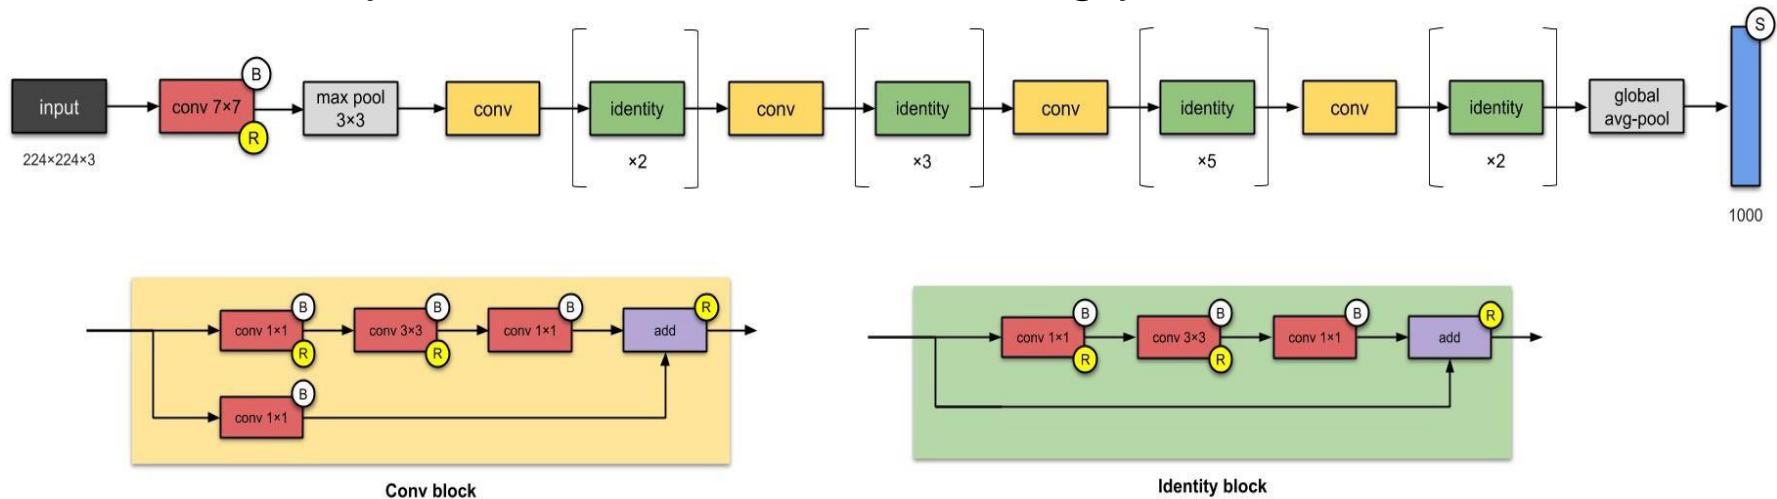 input
224×224×3
conv 7×7
B
R
max pool
3×3
conv
identity
×2
conv
identity
×3
conv
identity
×5
conv
identity
×2
global
avg-pool
S
1000
conv 1×1
B
R
conv 3×3
B
R
conv 1×1
B
add
R
conv 1×1
B
Conv block
conv 1×1
B
R
conv 3×3
B
R
conv 1×1
B
add
R
Identity block